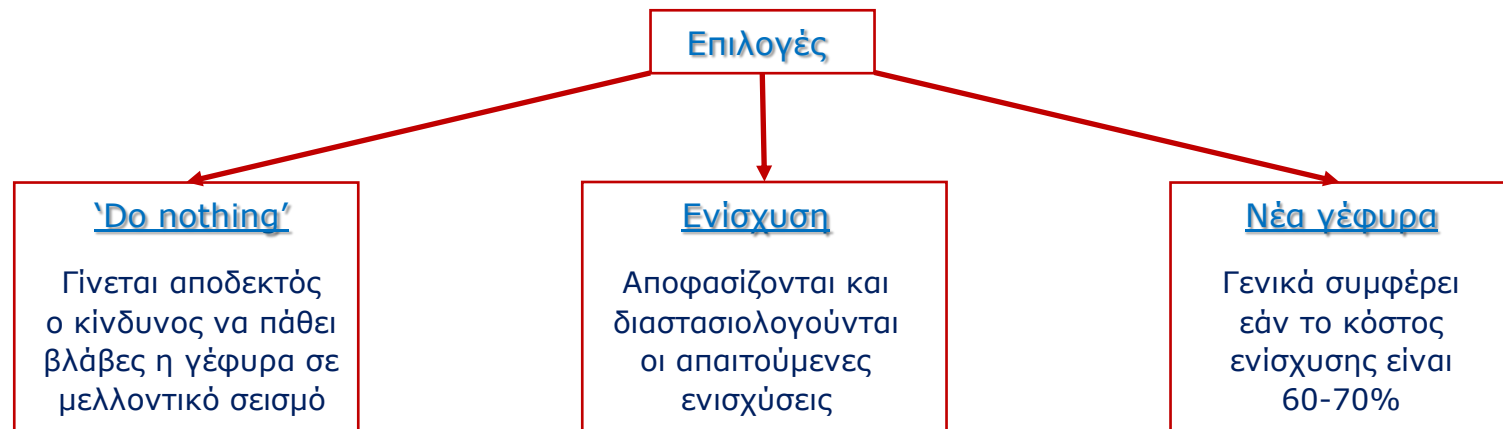 Επιλογές
‘Do nothing’
Γίνεται αποδεκτός
ο κίνδυνος να πάθει
βλάβες η γέφυρα σε
μελλοντικό σεισμό
Ενίσχυση
Αποφασίζονται και
διαστασιολογούνται
οι απαιτούμενες
ενισχύσεις
Νέα γέφυρα
Γενικά συμφέρει
εάν το κόστος
ενίσχυσης είναι
60-70%